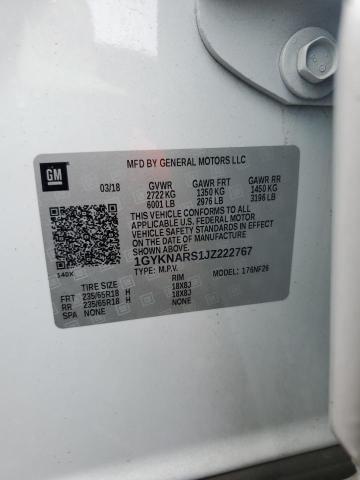 GM
MFD BY GENERAL MOTORS LLC
03/18 GVWR GAWR FRT GAWR RR
2722 KG 1350 KG 1450 KG
6001 LB 2976 LB 3196 LB
THIS VEHICLE CONFORMS TO ALL
APPLICABLE U.S. FEDERAL MOTOR
VEHICLE SAFETY STANDARDS IN
EFFECT ON THE DATE OF MANUFACTURE
SHOWN ABOVE.
1GYKNARS1JZ222767
TYPE: M.P.V. MODEL: 176NF26
TIRE SIZE RIM
FRT 235/65R18 H 18X8J
RR 235/65R18 H 18X8J
SPA NONE NONE